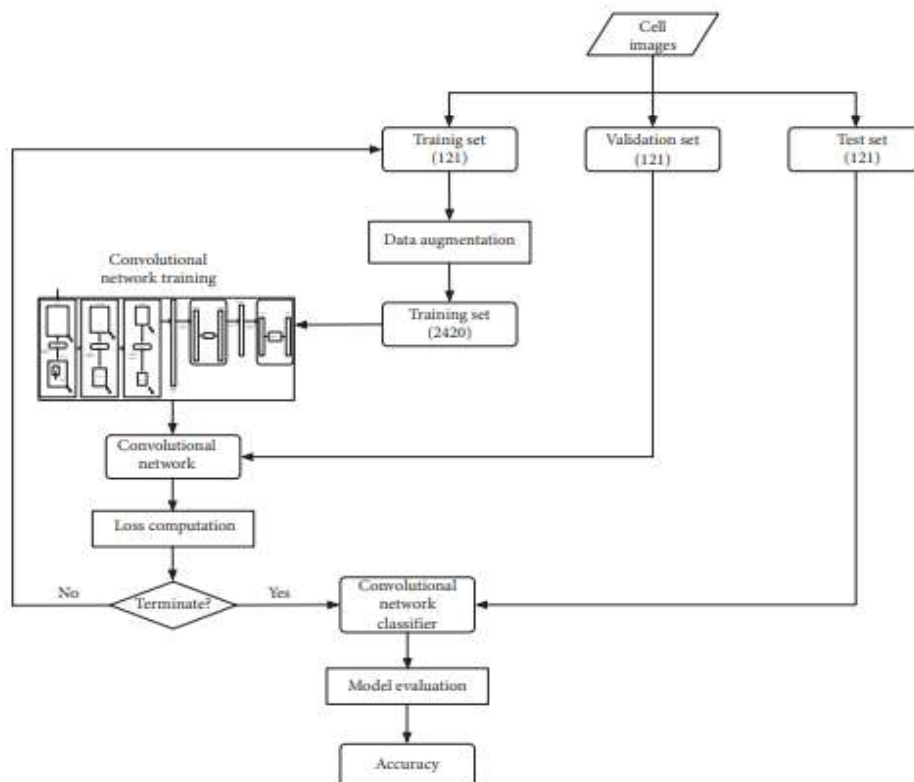 Cell
images
Trainig set
(121)
Validation set
(121)
Test set
(121)
Data augmentation
Convolutional
network training
Training set
(2420)
Convolutional
network
Loss computation
No
Terminate?
Yes
Convolutional
network
classifier
Model evaluation
Accuracy